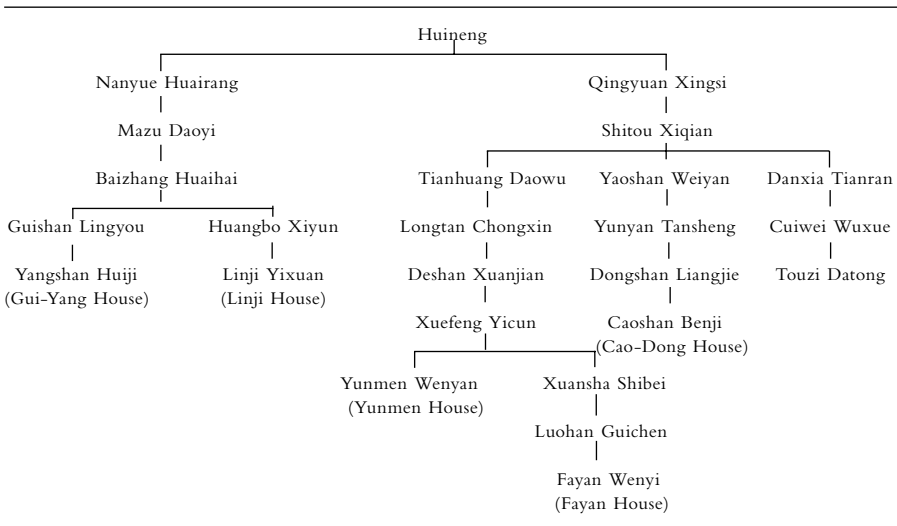 Huineng
Nanyue Huairang Qingyuan Xingsi
Mazu Daoyi Shitou Xiqian
Baizhang Huaihai Tianhuang Daowu Yaoshan Weiyan Danxia Tianran
Guishan Lingyou Huangbo Xiyun Longtan Chongxin Yunyan Tansheng Cuiwei Wuxue
Yangshan Huiji Linji Yixuan Deshan Xuanjian Dongshan Liangjie Touzi Datong
(Gui-Yang House) (Linji House)
Xuefeng Yicun Caoshan Benji
(Cao-Dong House)
Yunmen Wenyan Xuansha Shibei
(Yunmen House)
Luohan Guichen
Fayan Wenyi
(Fayan House)